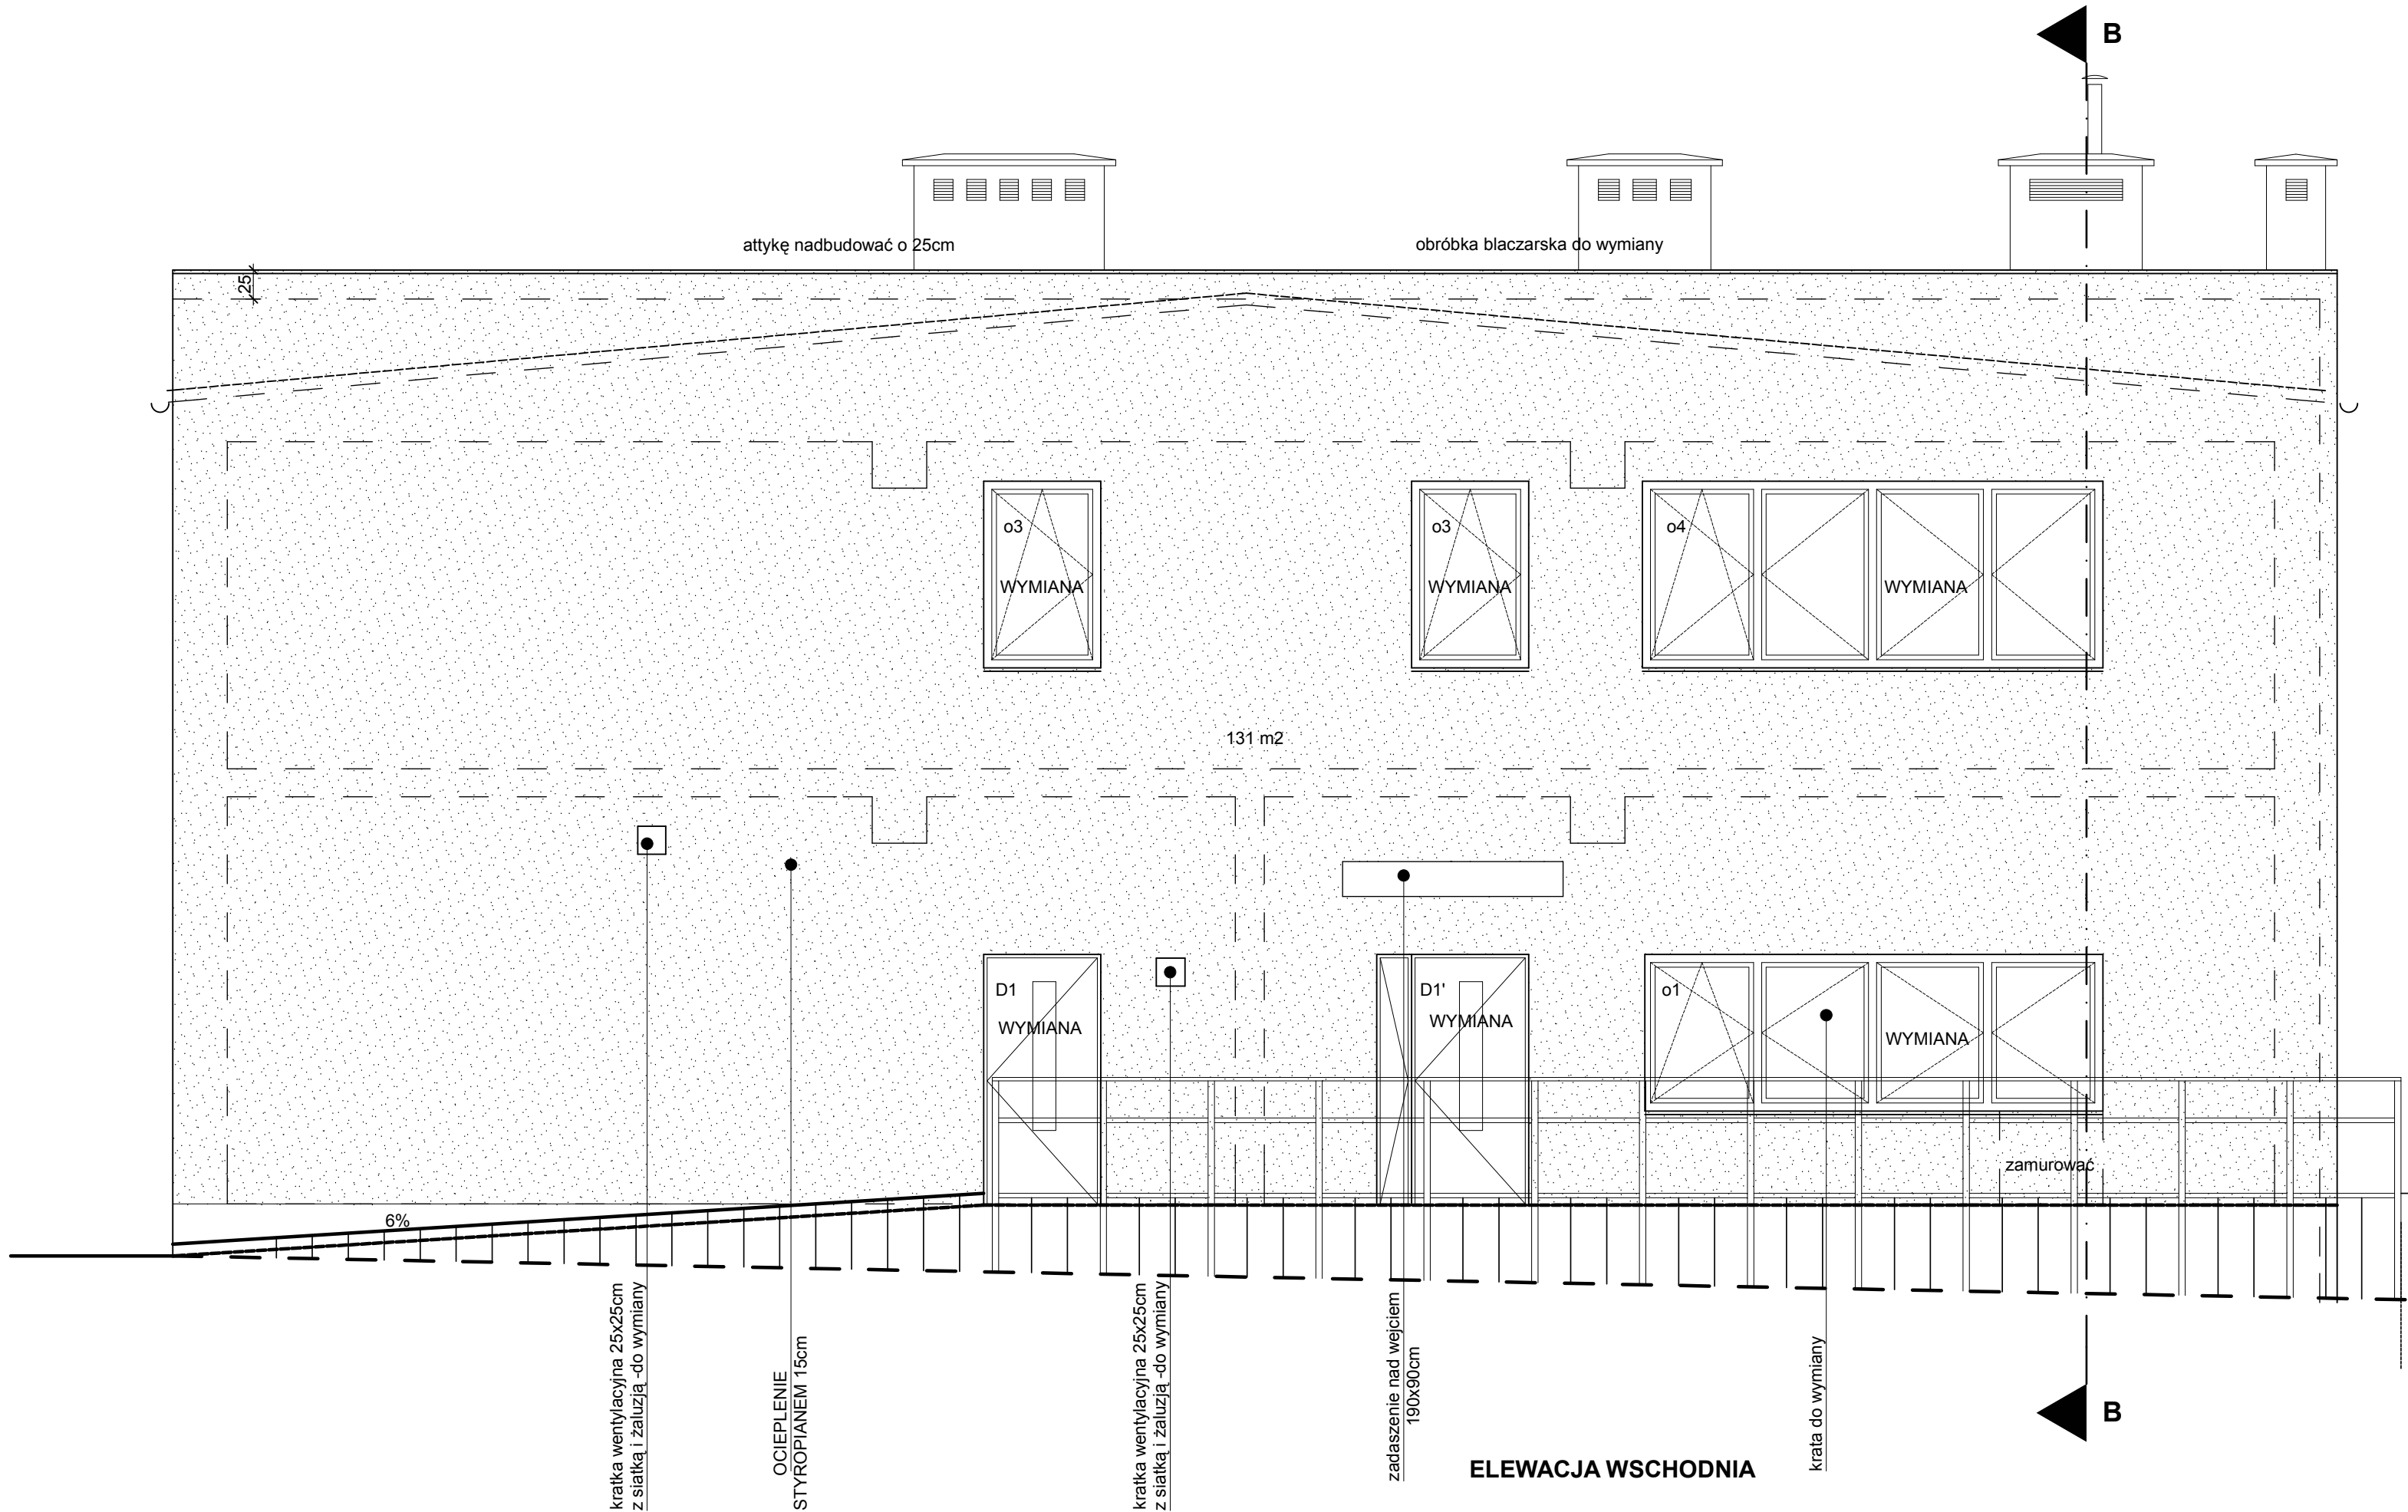 B
attykę nadbudować o 25cm
obróbka blaczarska do wymiany
25
o3
WYMIANA
o3
WYMIANA
o4
WYMIANA
131 m2
D1
WYMIANA
D1'
WYMIANA
o1
WYMIANA
zamurować
6%
kratka wentylacyjna 25x25cm
z siatką i żaluzją -do wymiany
OCIEPLENIE
STYROPIANEM 15cm
kratka wentylacyjna 25x25cm
z siatką i żaluzją -do wymiany
zadaszenie nad wejciem
190x90cm
krata do wymiany
B
ELEWACJA WSCHODNIA